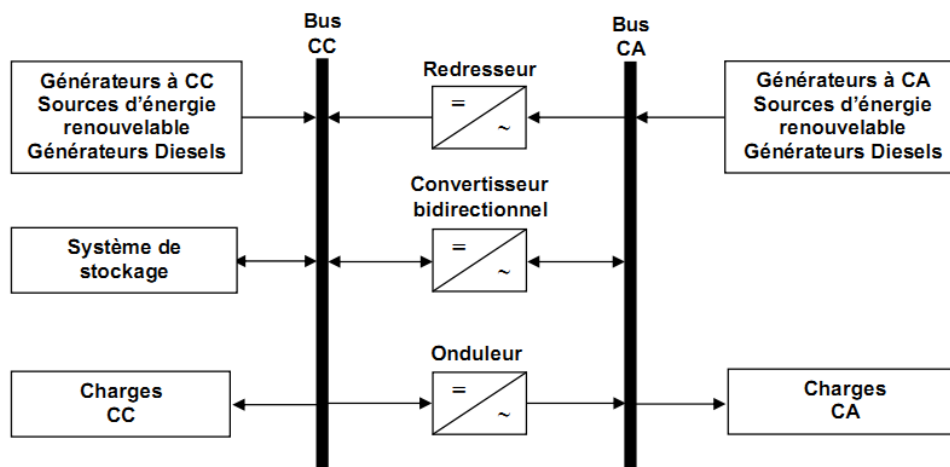 Bus
CC
Bus
CA
Générateurs à CC
Sources d'énergie
renouvelable
Générateurs Diesels
Redresseur
=
~
Générateurs à CA
Sources d'énergie
renouvelable
Générateurs Diesels
Système de
stockage
Convertisseur
bidirectionnel
=
~
Charges
CC
Onduleur
=
~
Charges
CA